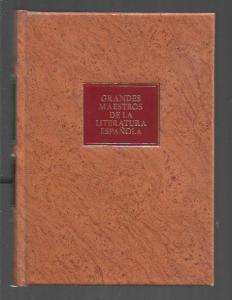 GRANDES
MAESTROS
DE LA
LITERATURA
ESPAÑOLA